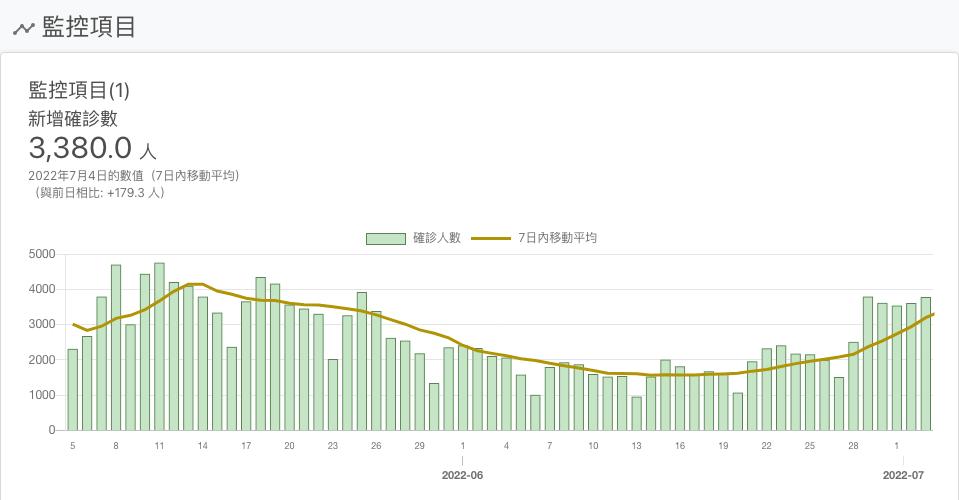 監控項目
監控項目(1)
新增確診數
3,380.0 人
2022年7月4日的數值（7日內移動平均）
（與前日相比: +179.3 人）
確診人數 7日內移動平均
5000
4000
3000
2000
1000
0
5 8 11 14 17 20 23 26 29 1 4 7 10 13 16 19 22 25 28 1
2022-06 2022-07